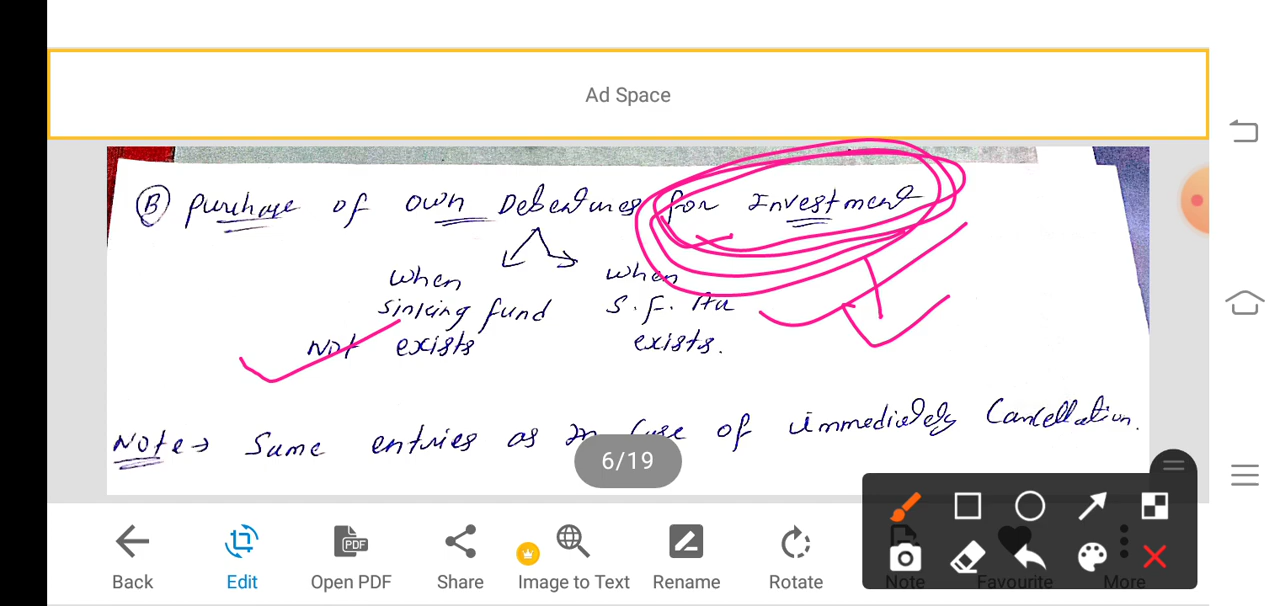 Ad Space
(B) Purchase of own Debentures for Investment
When When
sinking fund S.F. Itu
Not exists exists.
Note → Same entries as in Case of immediately Cancellation.
6/19
Back Edit Open PDF Share Image to Text Rename Rotate Note Favourite More
PDF